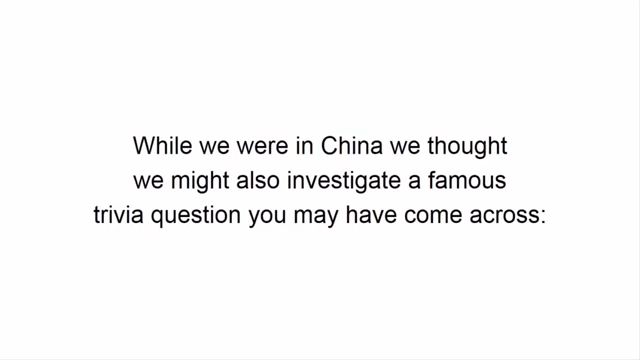 While we were in China we thought
we might also investigate a famous
trivia question you may have come across: